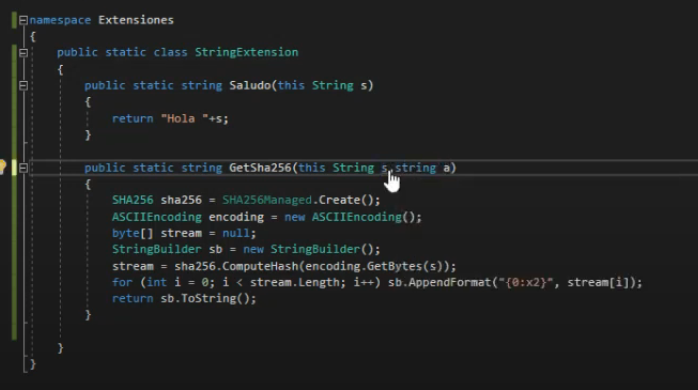 namespace Extensiones
{
public static class StringExtension
{
public static string Saludo(this String s)
{
return "Hola "+s;
}
public static string GetSha256(this String s,string a)
{
SHA256 sha256 = SHA256Managed.Create();
ASCIIEncoding encoding = new ASCIIEncoding();
byte[] stream = null;
StringBuilder sb = new StringBuilder();
stream = sha256.ComputeHash(encoding.GetBytes(s));
for (int i = 0; i < stream.Length; i++) sb.AppendFormat("{0:x2}", stream[i]);
return sb.ToString();
}
}
}